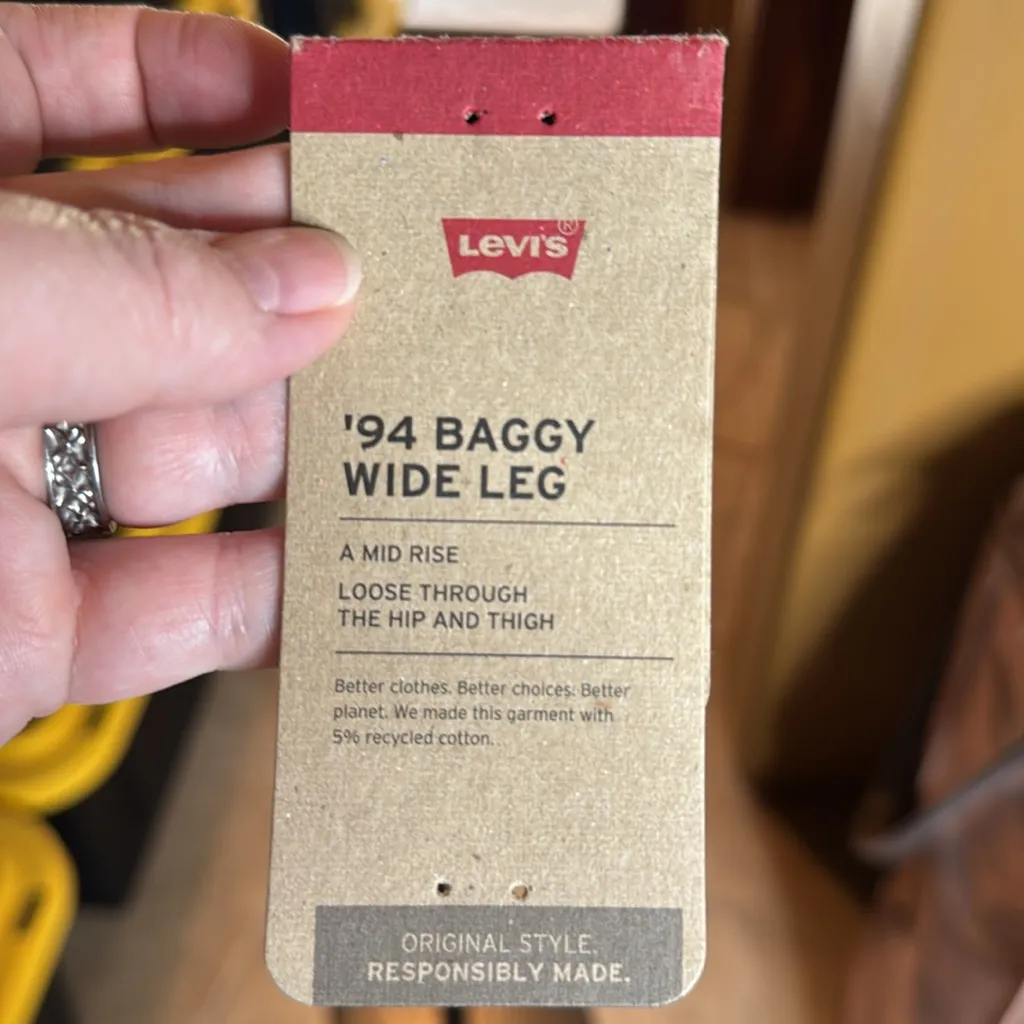 LEVI'S®
'94 BAGGY
WIDE LEG
A MID RISE
LOOSE THROUGH
THE HIP AND THIGH
Better clothes. Better choices. Better
planet. We made this garment with
5% recycled cotton.
ORIGINAL STYLE.
RESPONSIBLY MADE.